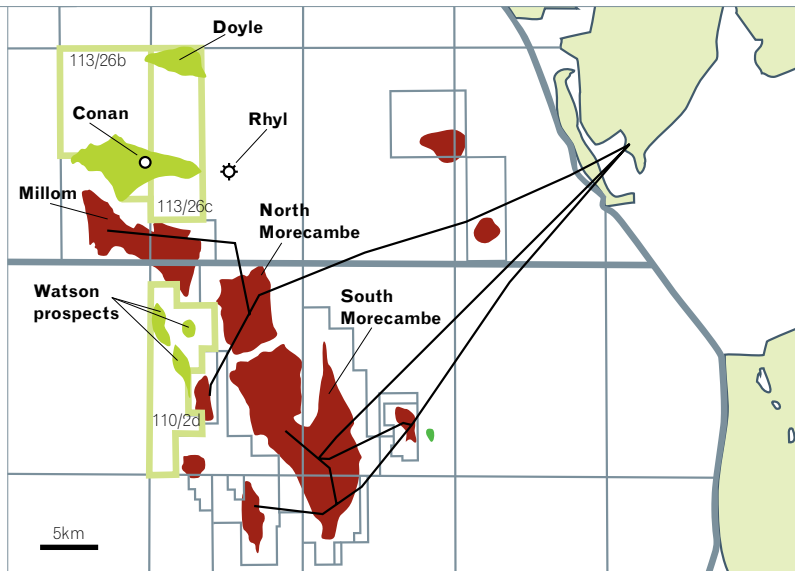 Doyle
113/26b
Conan
Rhyl
Millom
113/26c
North
Morecambe
Watson
prospects
South
Morecambe
110/2d
5km